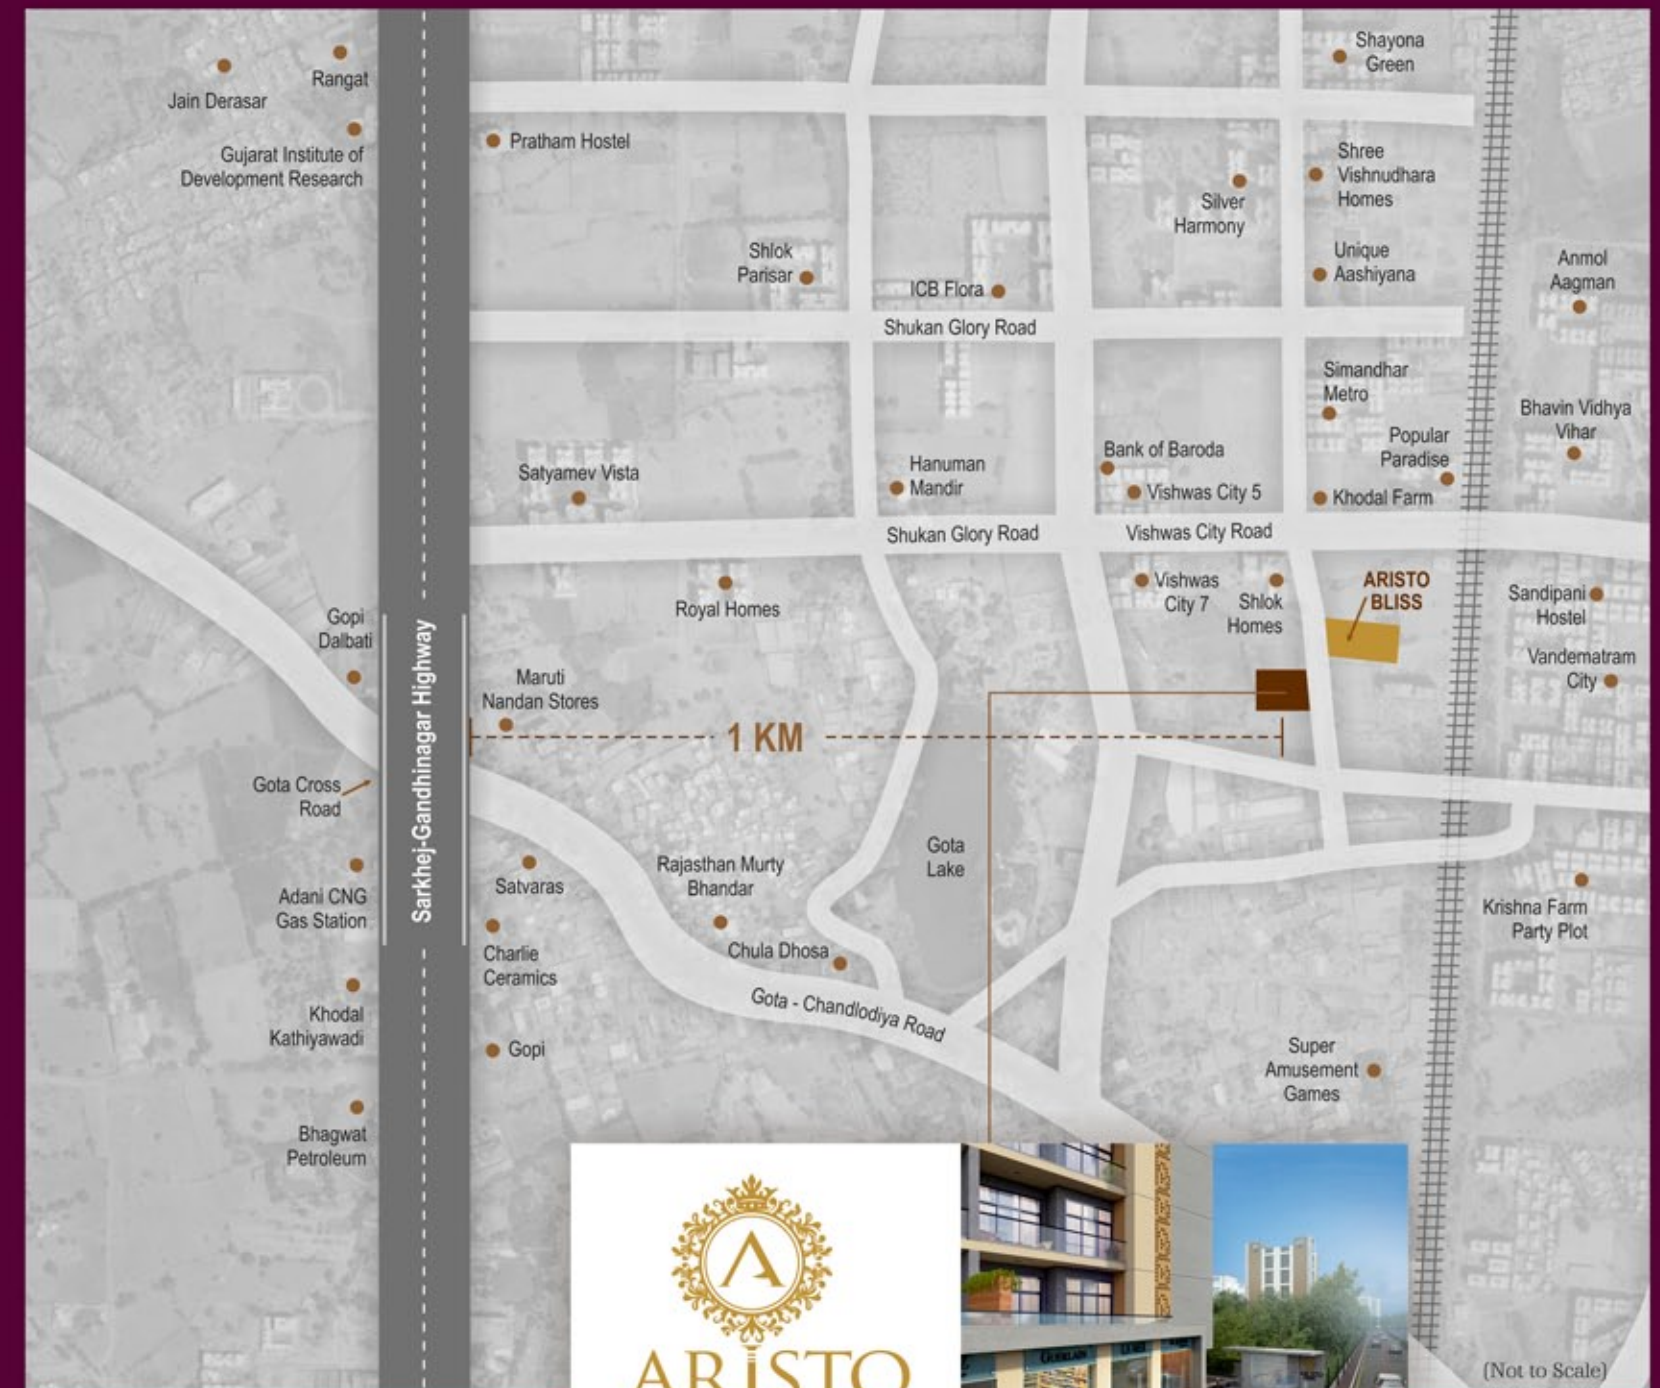 Shayona
Green
Rangat
Jain Derasar
Gujarat Institute of
Development Research
Pratham Hostel
Shree
Vishnudhara
Homes
Silver
Harmony
Shlok
Parisar
ICB Flora
Unique
Aashiyana
Anmol
Aagman
Shukan Glory Road
Simandhar
Metro
Bhavin Vidhya
Vihar
Popular
Paradise
Bank of Baroda
Satyamev Vista
Hanuman
Mandir
Vishwas City 5
Khodal Farm
Shukan Glory Road
Vishwas City Road
Royal Homes
Vishwas
City 7
Shlok
Homes
ARISTO
BLISS
Sandipani
Hostel
Gopi
Dalbati
Sarkhej-Gandhinagar Highway
Maruti
Nandan Stores
Vandematram
City
1 KM
Gota Cross
Road
Gota
Lake
Satvaras
Rajasthan Murty
Bhandar
Adani CNG
Gas Station
Charlie
Ceramics
Chula Dhosa
Krishna Farm
Party Plot
Gota - Chandlodiya Road
Khodal
Kathiyawadi
Gopi
Super
Amusement
Games
Bhagwat
Petroleum
A
ARISTO
GUERLAIN
(Not to Scale)